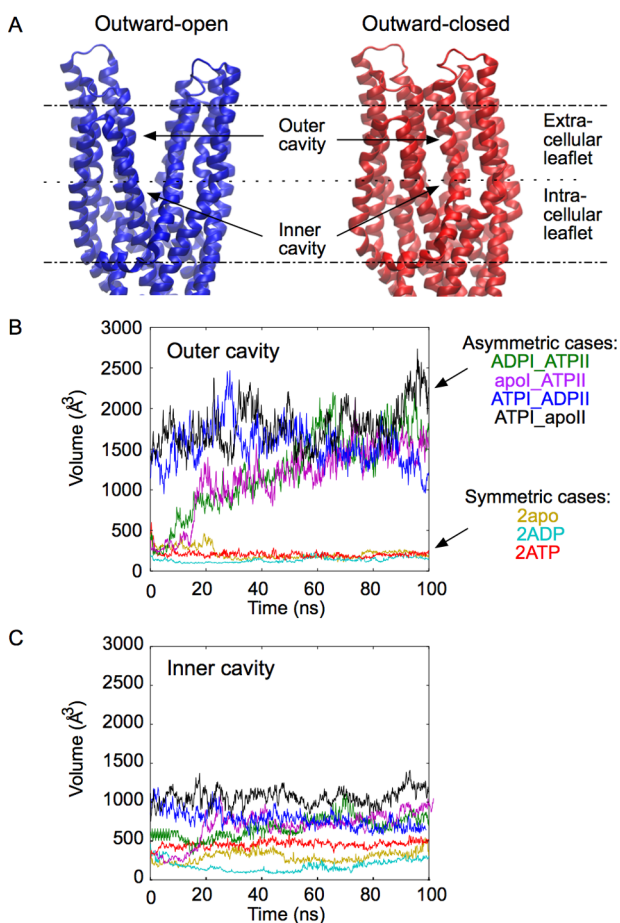 A
Outward-open
Outward-closed
Outer
cavity
Inner
cavity
Extra-
cellular
leaflet
Intra-
cellular
leaflet
B
3000
2500
2000
1500
1000
500
0
Volume (Å3)
Outer cavity
0 20 40 60 80 100
Time (ns)
Asymmetric cases:
ADPI_ATPII
apoI_ATPII
ATPI_ADPII
ATPI_apoII
Symmetric cases:
2apo
2ADP
2ATP
C
3000
2500
2000
1500
1000
500
0
Volume (Å3)
Inner cavity
0 20 40 60 80 100
Time (ns)